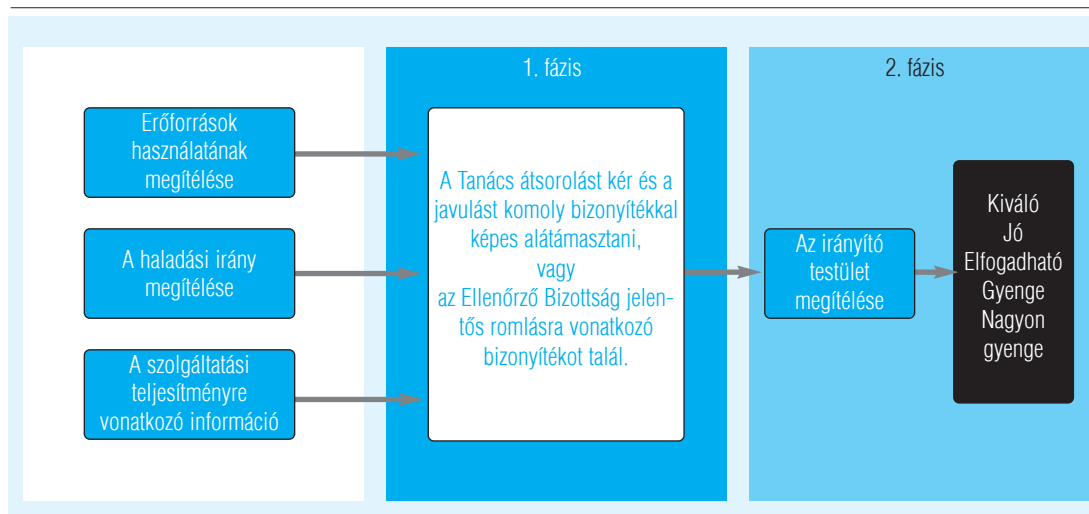 Erőforrások
használatának
megítélése
A haladási irány
megítélése
A szolgáltatási
teljesítményre
vonatkozó információ
1. fázis
A Tanács átsorolást kér és a
javulást komoly bizonyítékkal
képes alátámasztani,
vagy
az Ellenőrző Bizottság jelen-
tős romlásra vonatkozó
bizonyítékot talál.
2. fázis
Az irányító
testület
megítélése
Kiváló
Jó
Elfogadható
Gyenge
Nagyon
gyenge